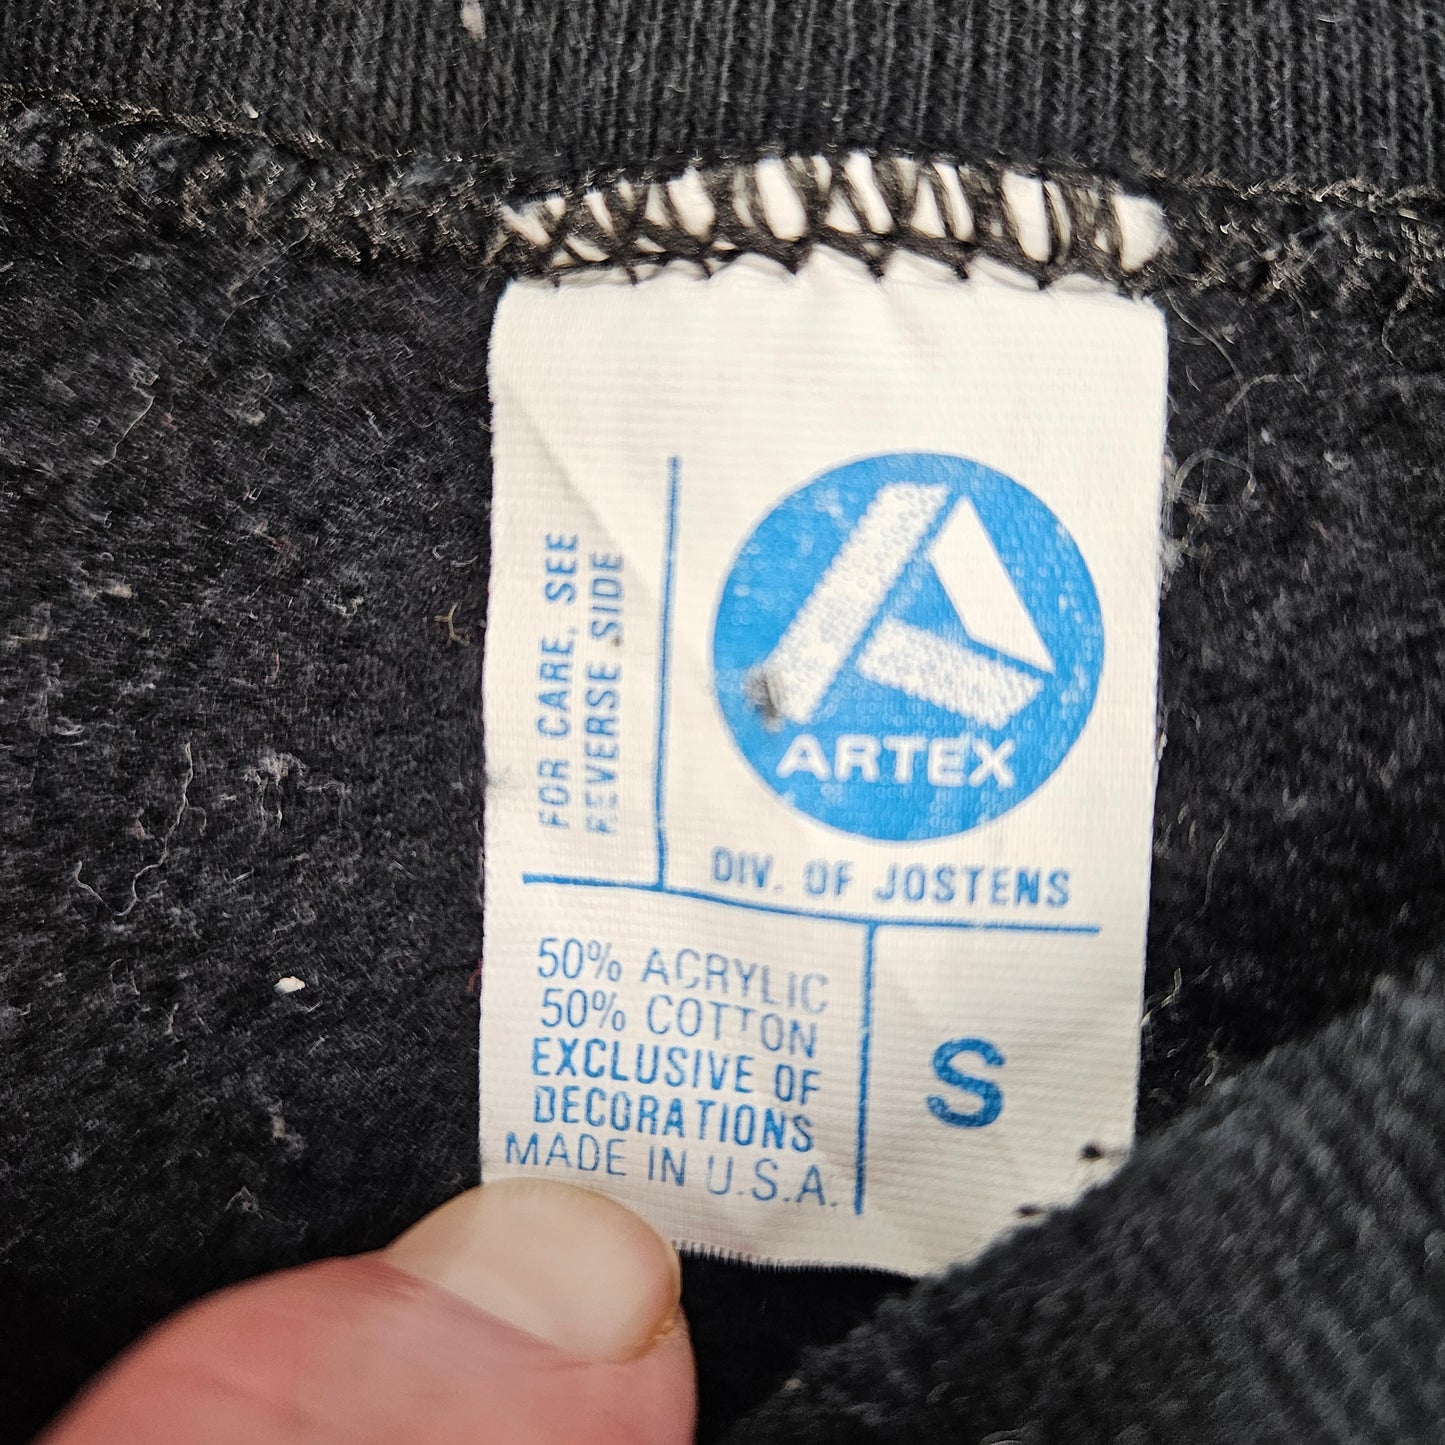 FOR CARE, SEE
REVERSE SIDE
ARTEX
DIV. OF JOSTENS
50% ACRYLIC
50% COTTON
EXCLUSIVE OF
DECORATIONS
MADE IN U.S.A.
S